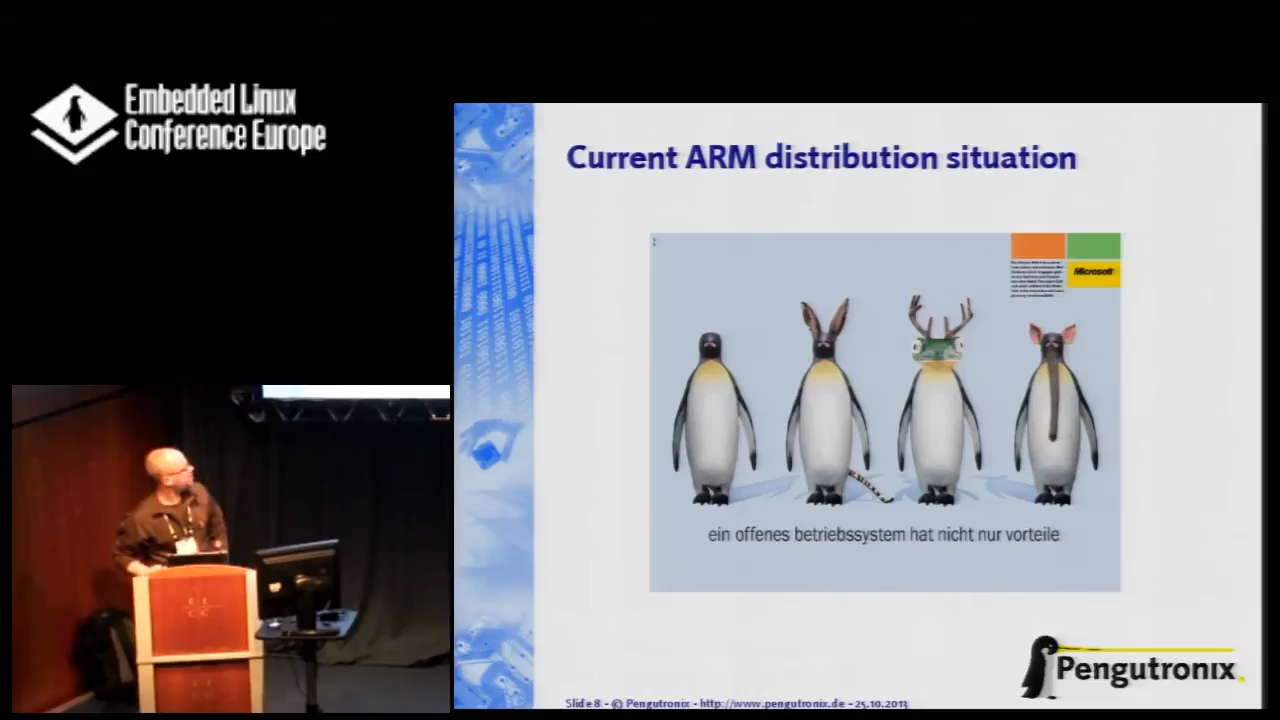 Embedded Linux
Conference Europe
Current ARM distribution situation
Microsoft
ein offenes betriebssystem hat nicht nur vorteile
Pengutronix
Slide 8 - © Pengutronix - http://www.pengutronix.de - 25.10.2013